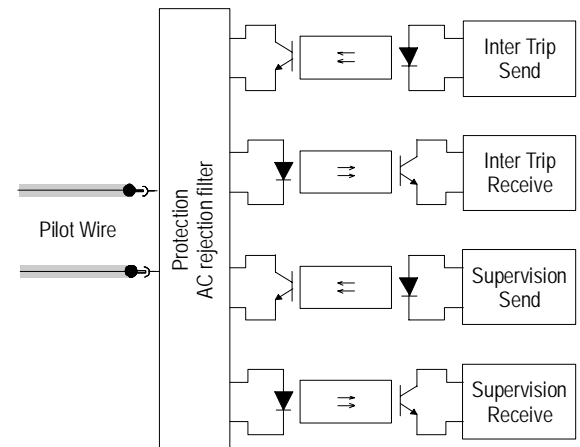 Inter Trip
Send
Inter Trip
Receive
Pilot Wire
Protection
AC rejection filter
Supervision
Send
Supervision
Receive